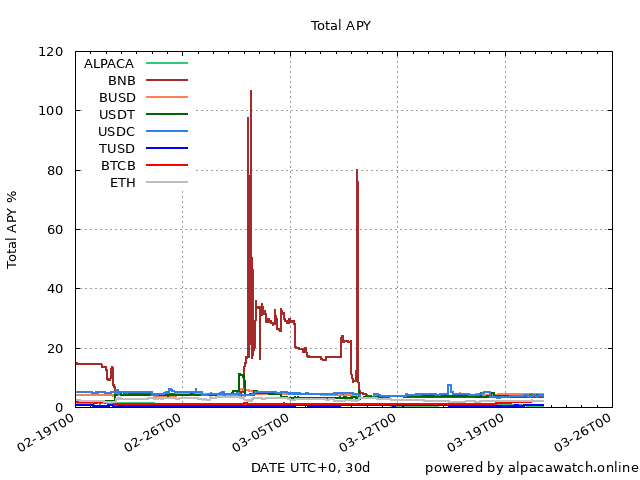 Total APY
120
100
80
60
40
20
0
Total APY %
ALPACA
BNB
BUSD
USDT
USDC
TUSD
BTCB
ETH
02-19T00
02-26T00
03-05T00
03-12T00
03-19T00
03-26T00
DATE UTC+0, 30d
powered by alpacawatch.online